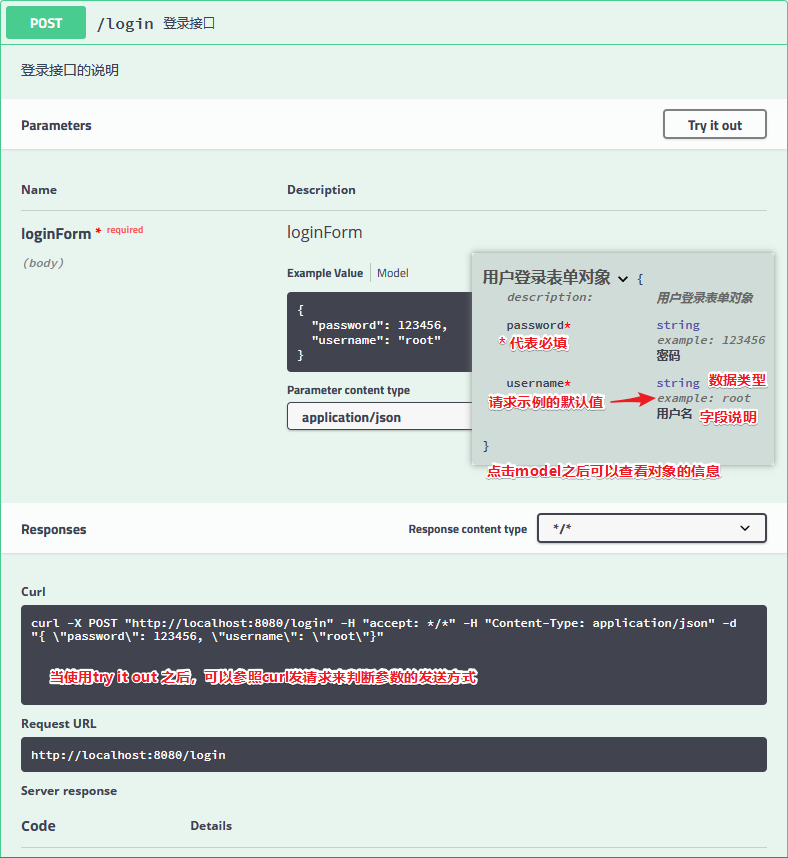 POST /login 登录接口
登录接口的说明
Parameters Try it out
Name Description
loginForm * required loginForm
(body)
Example Value Model
{
"password": 123456,
"username": "root"
}
Parameter content type
application/json
用户登录表单对象 {
description: 用户登录表单对象
password* string
* 代表必填 example: 123456
密码
username* string 数据类型
请求示例的默认值 example: root
用户名 字段说明
}
点击model之后可以查看对象的信息
Responses Response content type */*
Curl
curl -X POST "http://localhost:8080/login" -H "accept: */*" -H "Content-Type: application/json" -d
"{ \"password\": 123456, \"username\": \"root\"}"
当使用try it out 之后，可以参照curl发请求来判断参数的发送方式
Request URL
http://localhost:8080/login
Server response
Code Details